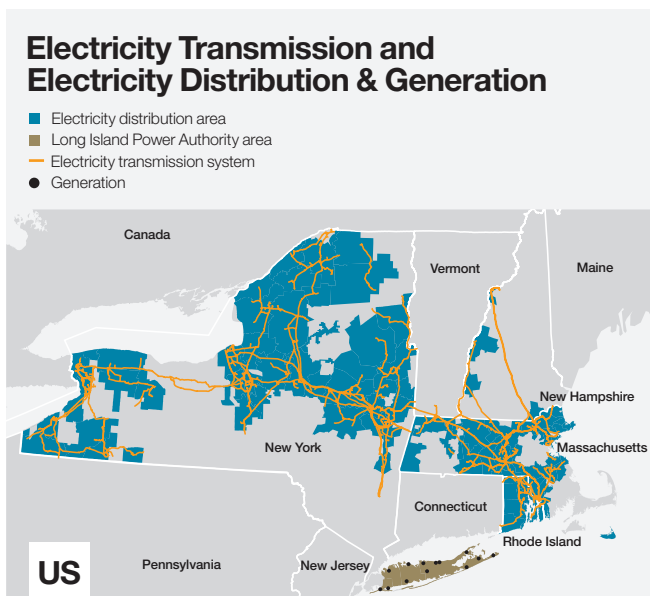 Electricity Transmission and
Electricity Distribution & Generation
Electricity distribution area
Long Island Power Authority area
Electricity transmission system
Generation
Canada
Vermont
Maine
New Hampshire
New York
Massachusetts
Connecticut
Rhode Island
Pennsylvania
New Jersey
US